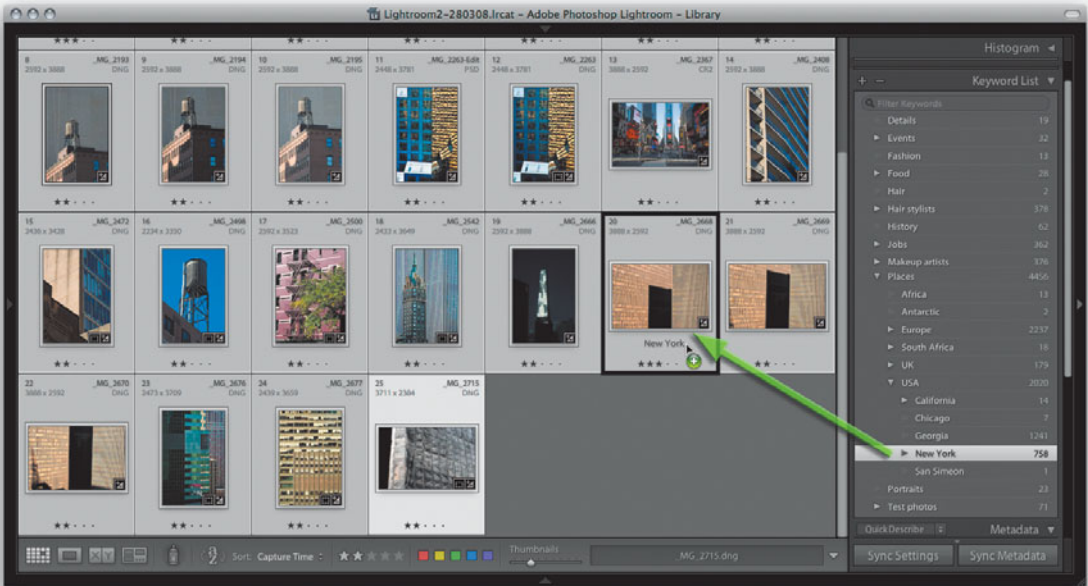 Lightroom2-280308.lrcat - Adobe Photoshop Lightroom - Library
8 _MG_2193
2592 x 3888 DNG
9 _MG_2194
2592 x 3888 DNG
10 _MG_2195
2592 x 3888 DNG
11 _MG_2263-Edit
2448 x 3781 PSD
12 _MG_2263
2448 x 3781 DNG
13 _MG_2367
3888 x 2592 CR2
14 _MG_2408
2592 x 3888 DNG
15 _MG_2472
2436 x 3428 DNG
16 _MG_2498
2234 x 3350 DNG
17 _MG_2500
2592 x 3523 DNG
18 _MG_2542
2433 x 3649 DNG
19 _MG_2666
2592 x 3888 DNG
20 _MG_2668
3888 x 2592 DNG
New York
21 _MG_2669
3888 x 2592 DNG
22 _MG_2670
3888 x 2592 DNG
23 _MG_2676
2473 x 3709 DNG
24 _MG_2677
2439 x 3659 DNG
25 _MG_2715
3711 x 2384 DNG
Sort: Capture Time
Thumbnails
_MG_2715.dng
Histogram
Keyword List
Filter Keywords
Details 19
Events 32
Fashion 13
Food 28
Hair 2
Hair stylists 378
History 62
Jobs 362
Makeup artists 376
Places 4456
Africa 13
Antarctic 2
Europe 2237
South Africa 18
UK 179
USA 2020
California 14
Chicago 7
Georgia 1241
New York 758
San Simeon 1
Portraits 23
Test photos 71
QuickDescribe Metadata
Sync Settings Sync Metadata